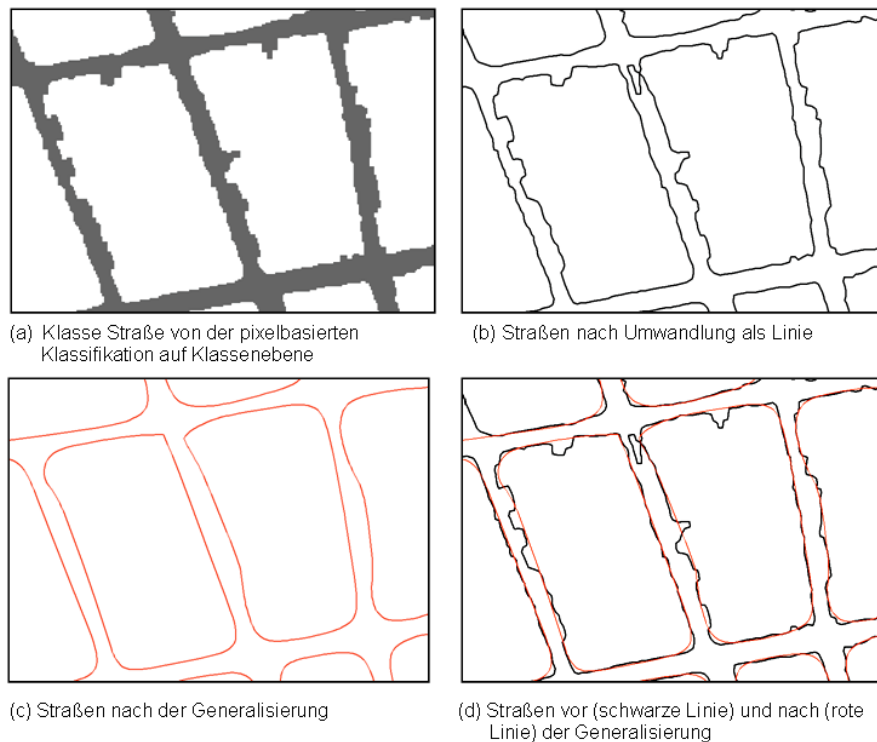 (a) Klasse Straße von der pixelbasierten
Klassifikation auf Klassenebene
(b) Straßen nach Umwandlung als Linie
(c) Straßen nach der Generalisierung
(d) Straßen vor (schwarze Linie) und nach (rote
Linie) der Generalisierung